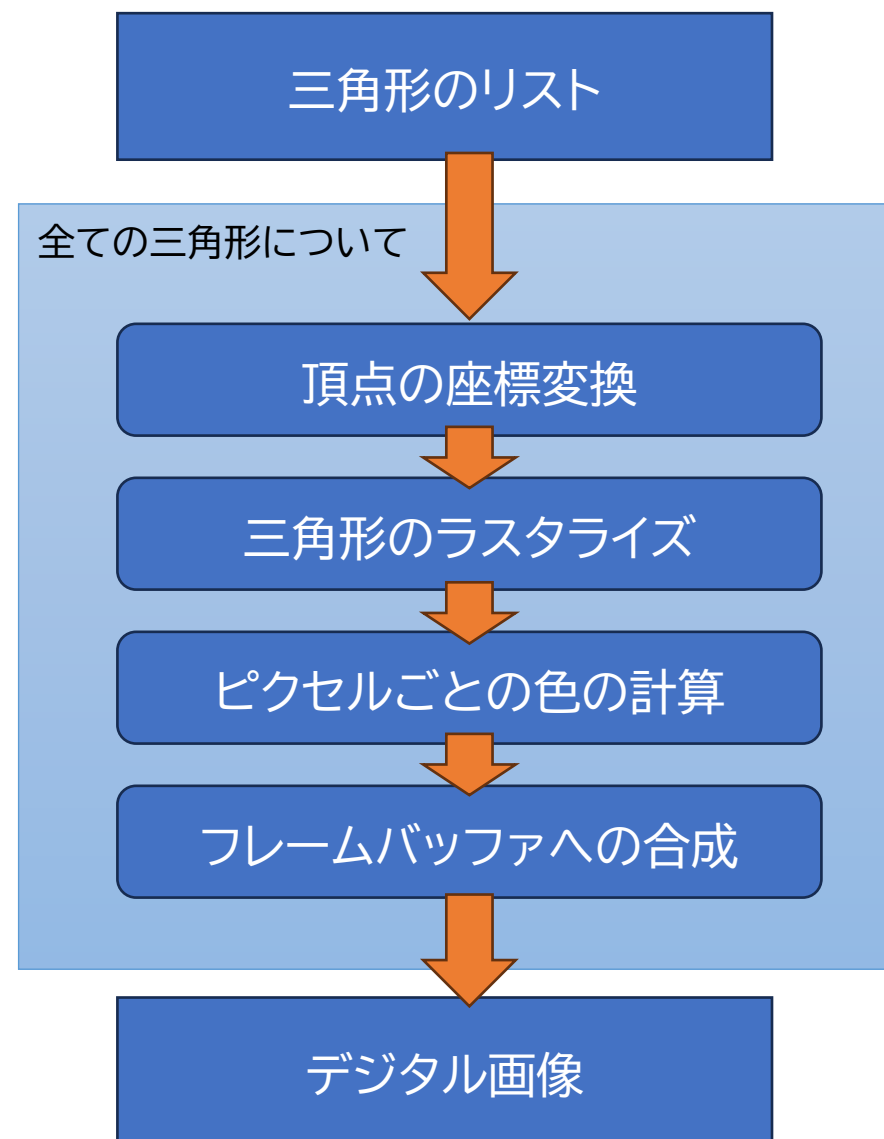 三角形のリスト
全ての三角形について
頂点の座標変換
三角形のラスタライズ
ピクセルごとの色の計算
フレームバッファへの合成
デジタル画像